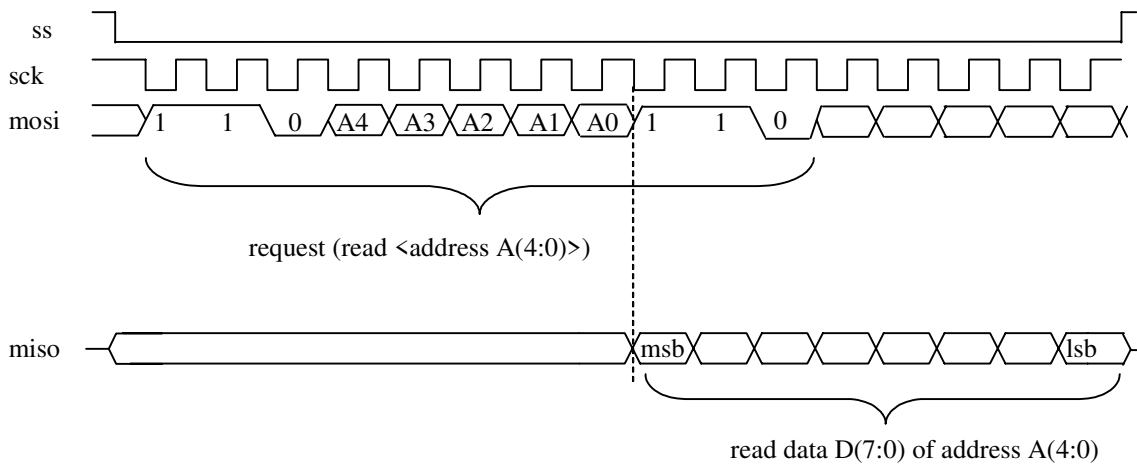 ss
sck
mosi 1 1 0 A4 A3 A2 A1 A0 1 1 0
request (read <address A(4:0)>)
miso msb lsb
read data D(7:0) of address A(4:0)